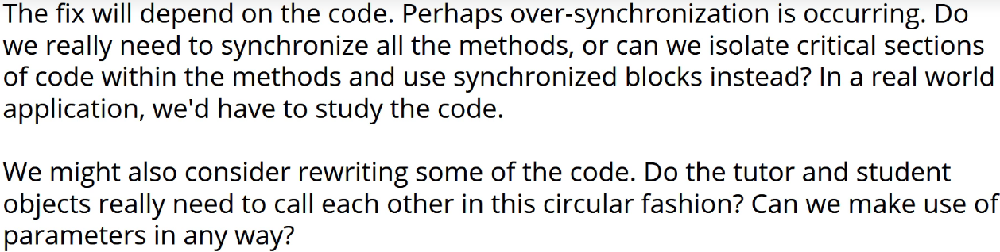 The fix will depend on the code. Perhaps over-synchronization is occurring. Do
we really need to synchronize all the methods, or can we isolate critical sections
of code within the methods and use synchronized blocks instead? In a real world
application, we'd have to study the code.
We might also consider rewriting some of the code. Do the tutor and student
objects really need to call each other in this circular fashion? Can we make use of
parameters in any way?